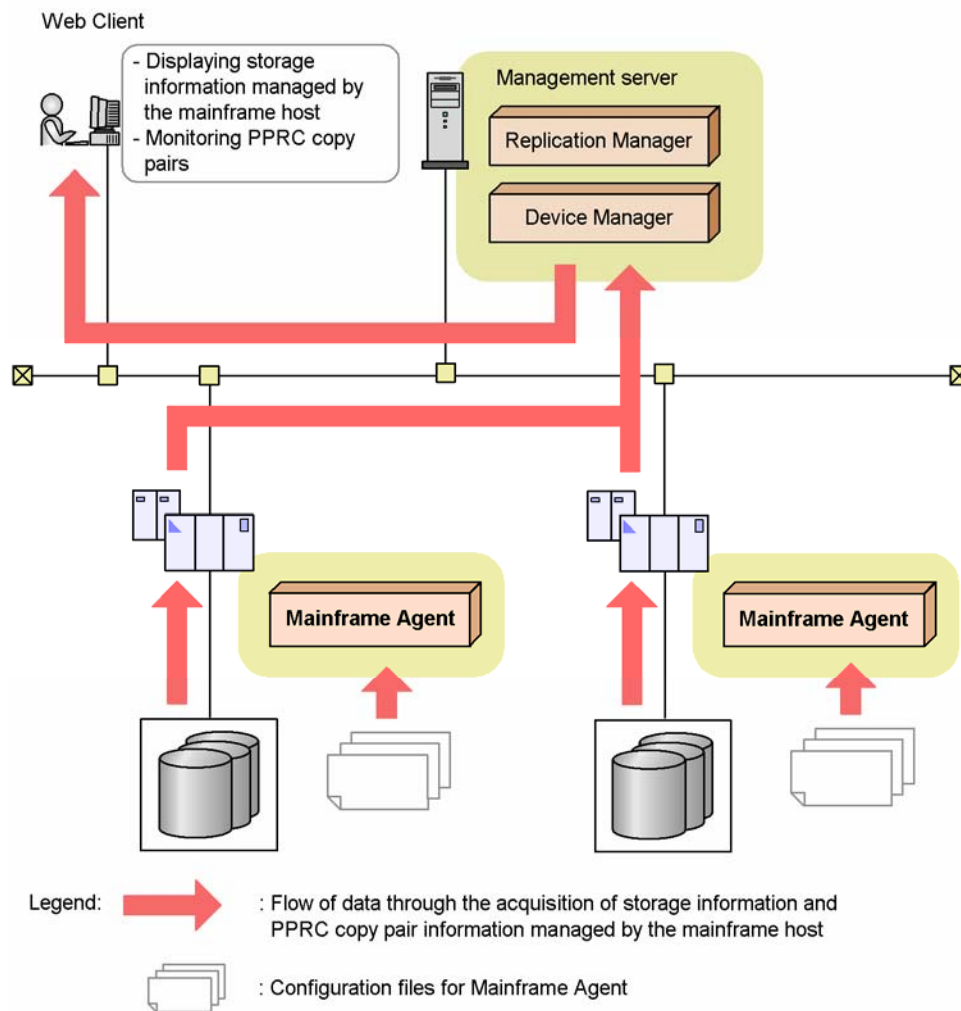 Web Client
- Displaying storage
information managed by
the mainframe host
- Monitoring PPRC copy
pairs
Management server
Replication Manager
Device Manager
Mainframe Agent
Mainframe Agent
Legend:
: Flow of data through the acquisition of storage information and
PPRC copy pair information managed by the mainframe host
: Configuration files for Mainframe Agent